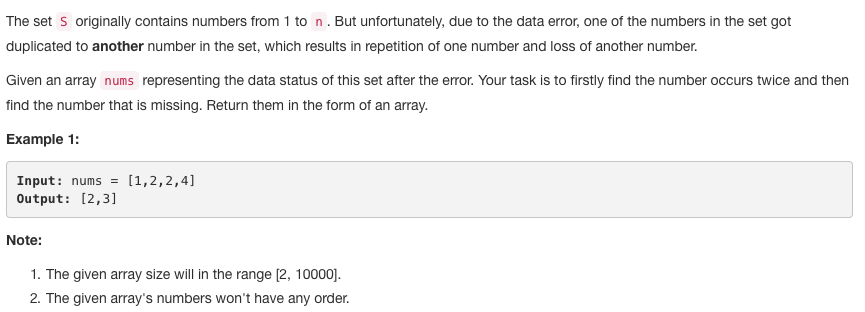 The set S originally contains numbers from 1 to n. But unfortunately, due to the data error, one of the numbers in the set got
duplicated to another number in the set, which results in repetition of one number and loss of another number.
Given an array nums representing the data status of this set after the error. Your task is to firstly find the number occurs twice and then
find the number that is missing. Return them in the form of an array.
Example 1:
Input: nums = [1,2,2,4]
Output: [2,3]
Note:
1. The given array size will in the range [2, 10000].
2. The given array's numbers won't have any order.